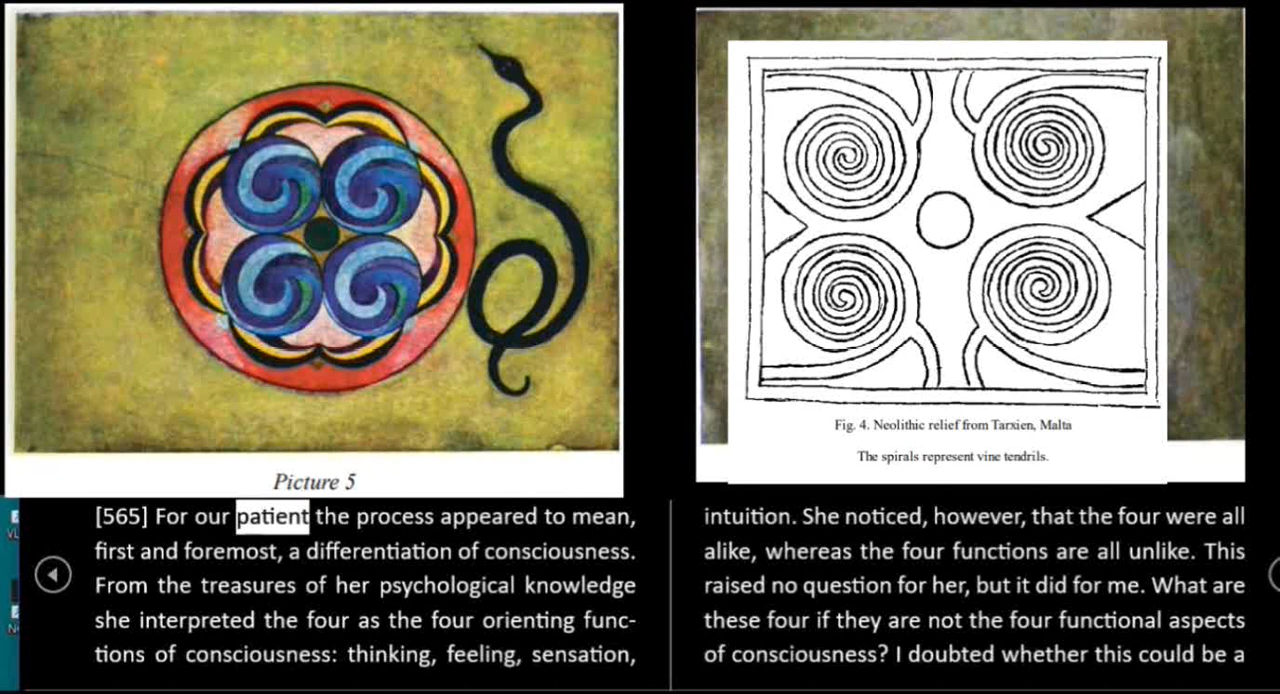 Picture 5
Fig. 4. Neolithic relief from Tarxien, Malta
The spirals represent vine tendrils.
[565] For our patient the process appeared to mean,
first and foremost, a differentiation of consciousness.
From the treasures of her psychological knowledge
she interpreted the four as the four orienting func-
tions of consciousness: thinking, feeling, sensation,
intuition. She noticed, however, that the four were all
alike, whereas the four functions are all unlike. This
raised no question for her, but it did for me. What are
these four if they are not the four functional aspects
of consciousness? I doubted whether this could be a